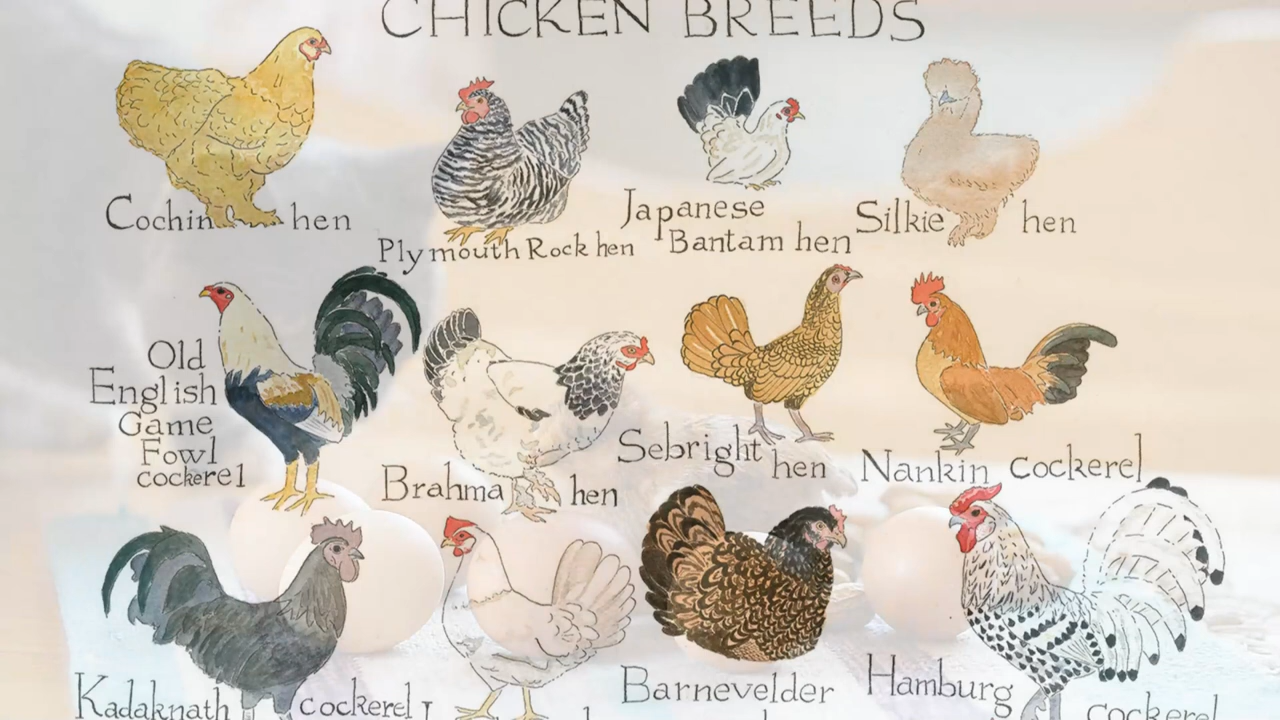 CHICKEN BREEDS
Cochin hen
Plymouth Rock hen
Japanese
Bantam hen
Silkie hen
Old
English
Game
Fowl
cockerel
Brahma hen
Sebright hen
Nankin cockerel
Kadaknath cockerel
Barnevelder
Hamburg cockerel